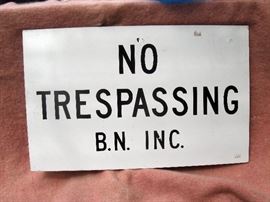 NO
TRESPASSING
B.N. INC.